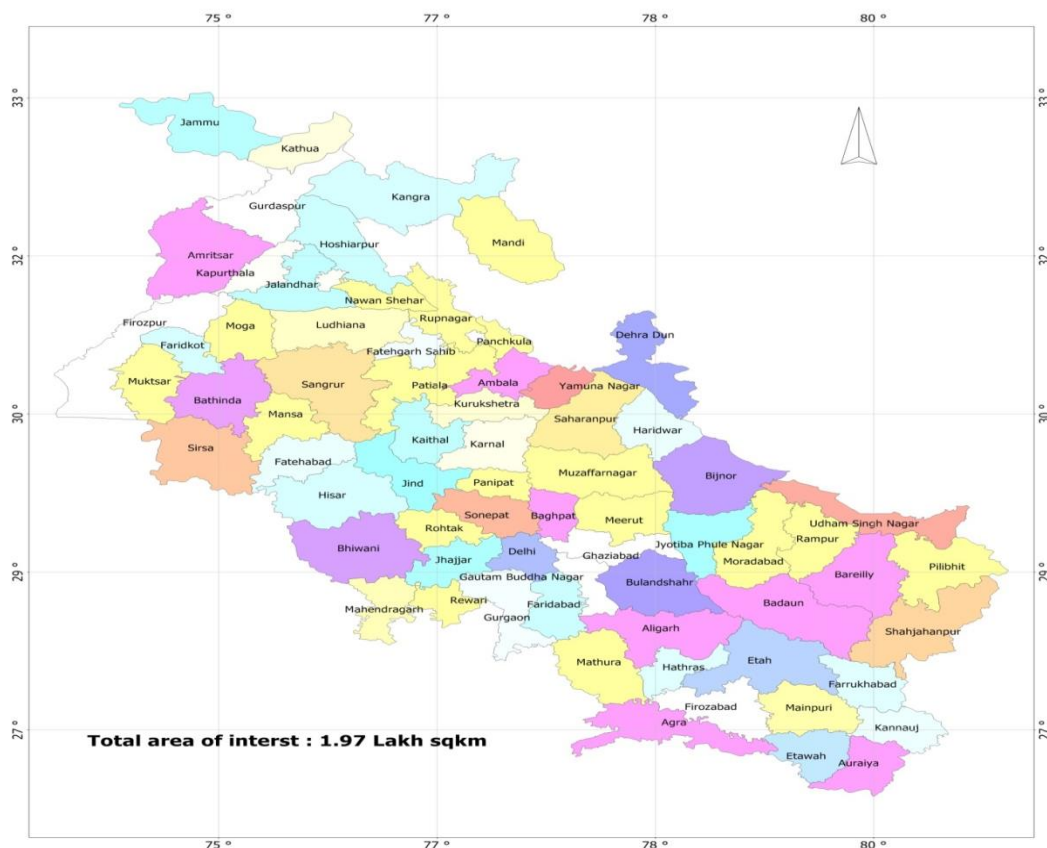 75 °
77 °
78 °
80 °
33 °
33 °
Jammu
Kathua
Kangra
Gurdaspur
Mandi
Hoshiarpur
32 °
Amritsar
32 °
Kapurthala
Jalandhar
Nawan Shehar
Firozpur
Moga
Ludhiana
Rupnagar
Dehra Dun
Faridkot
Fatehgarh Sahib
Panchkula
Muktsar
Sangrur
Patiala
Ambala
Yamuna Nagar
Bathinda
Kurukshetra
30 °
Mansa
Saharanpur
30 °
Sirsa
Kaithal
Karnal
Haridwar
Fatehabad
Muzaffarnagar
Bijnor
Hisar
Jind
Panipat
Sonepat
Baghpat
Meerut
Udham Singh Nagar
Rohtak
Rampur
Bhiwani
Jhajjar
Delhi
Ghaziabad
Jyotiba Phule Nagar
Moradabad
29 °
Pilibhit
29 °
Gautam Buddha Nagar
Bulandshahr
Bareilly
Mahendragarh
Rewari
Gurgaon
Faridabad
Badaun
Aligarh
Shahjahanpur
Mathura
Hathras
Etah
Farrukhabad
Firozabad
Mainpuri
Agra
Kannauj
27 °
27 °
Total area of interst : 1.97 Lakh sqkm
Etawah
Auraiya
75 °
77 °
78 °
80 °